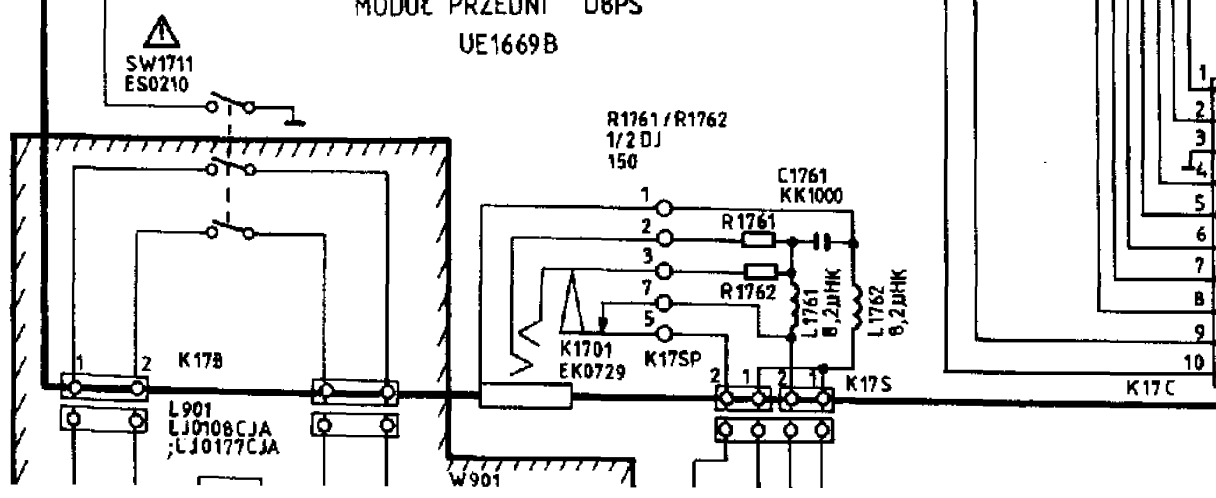 MODUŁ PRZEDNI DBPS
UE1669B
SW1711
ES0210
R1761/R1762
1/2 DJ
150
C1761
KK1000
1
2
3
7
5
R1761
R1762
L1761
8,2µHK
L1762
8,2µHK
K1701
EK0729
K17SP
1
2
K17B
L901
LJ0108CJA
;LJ0177CJA
2
1
2
1
K17S
1
2
3
4
5
6
7
8
9
10
K17C
W901